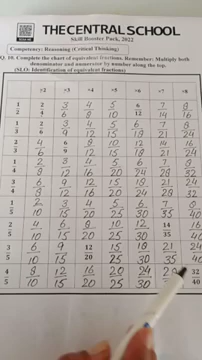 THE CENTRAL SCHOOL
Skill Booster Pack, 2022
Competency: Reasoning (Critical Thinking)
Q. 10. Complete the chart of equivalent fractions. Remember: Multiply both
denominator and numerator by number along the top.
(SLO: Identification of equivalent fractions)
×2 ×3 ×4 ×5 ×6 ×7 ×8
1 2 3 4 5 6 7 8
2 4 6 8 10 12 14 16
1 2 3 4 5 6 7 8
3 6 9 12 15 18 21 24
2 4 6 8 10 12 14 16
3 6 9 12 15 18 21 24
1 2 3 4 5 6 7 8
4 8 12 16 20 24 28 32
3 6 9 12 15 18 21 24
4 8 12 16 20 24 28 32
1 2 3 4 5 6 7 8
5 10 15 20 25 30 35 40
2 4 6 8 10 12 14 16
5 10 15 20 25 30 35 40
3 6 9 12 15 18 21 24
5 10 15 20 25 30 35 40
4 8 12 16 20 24 32
5 10 15 20 25 30 40